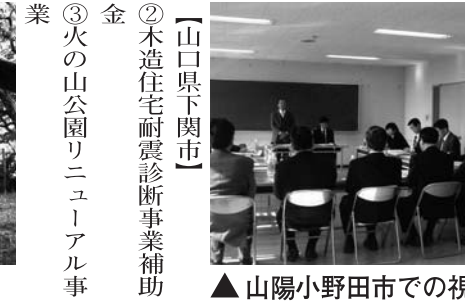 【山口県下関市】
②木造住宅耐震診断事業補助
金
③火の山公園リニューアル事
業
▲山陽小野田市での視